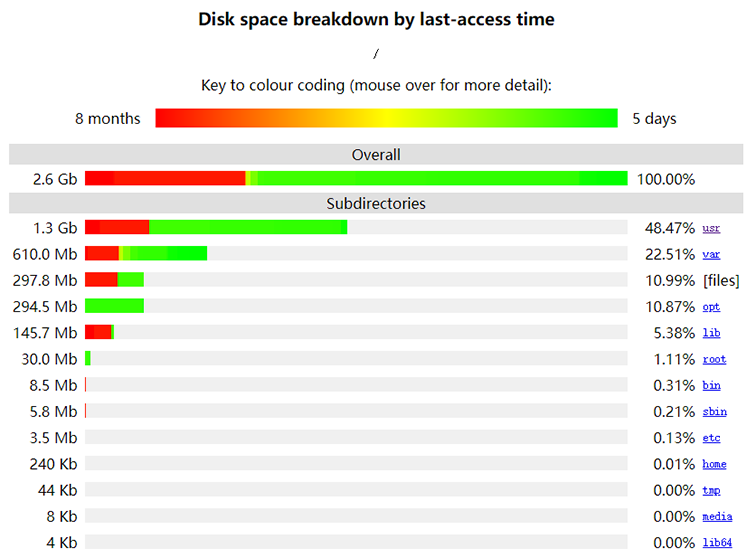 Disk space breakdown by last-access time
/
Key to colour coding (mouse over for more detail):
8 months 5 days
Overall
2.6 Gb 100.00%
Subdirectories
1.3 Gb 48.47% usr
610.0 Mb 22.51% var
297.8 Mb 10.99% [files]
294.5 Mb 10.87% opt
145.7 Mb 5.38% lib
30.0 Mb 1.11% root
8.5 Mb 0.31% bin
5.8 Mb 0.21% sbin
3.5 Mb 0.13% etc
240 Kb 0.01% home
44 Kb 0.00% tmp
8 Kb 0.00% media
4 Kb 0.00% lib64